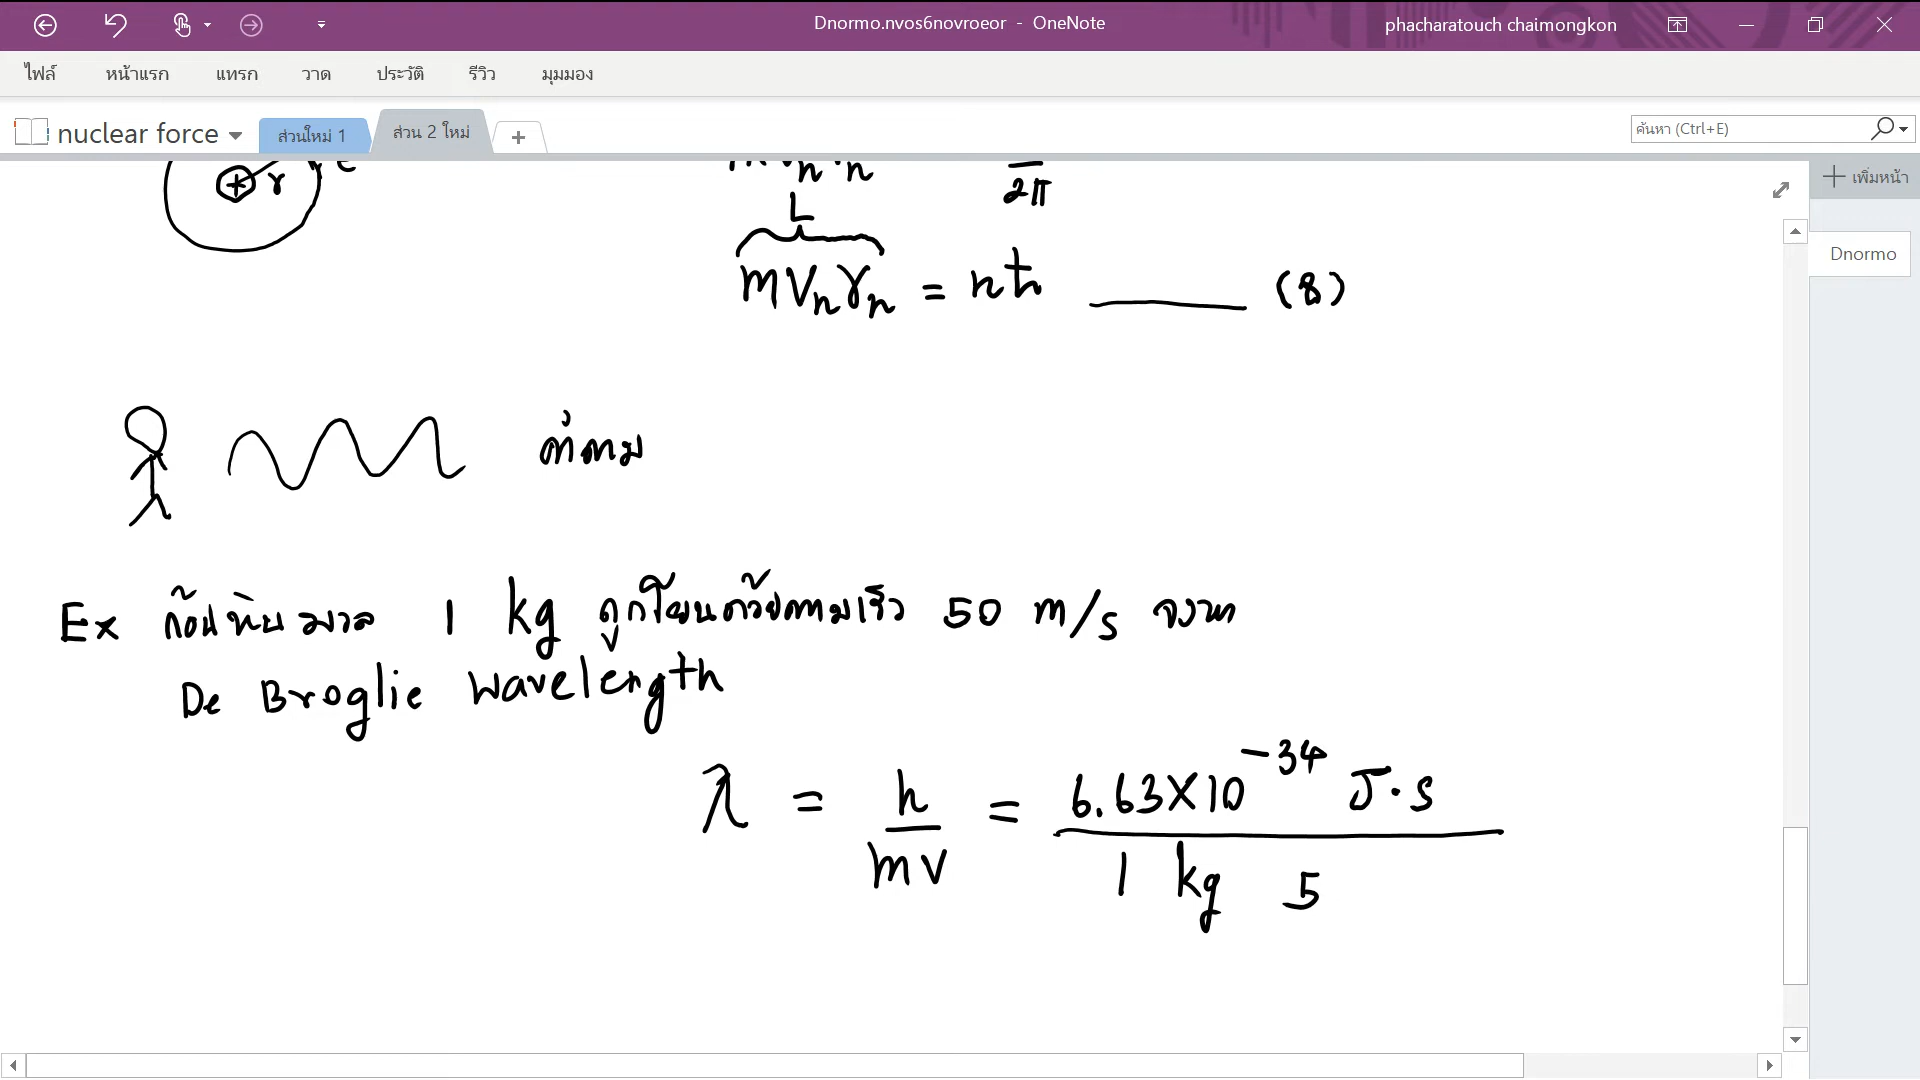 Dnormo.nvos6novroeor - OneNote
phacharatouch chaimongkon
ไฟล์ หน้าแรก แทรก วาด ประวัติ รีวิว มุมมอง
nuclear force ส่วนใหม่ 1 ส่วน 2 ใหม่ +
ค้นหา (Ctrl+E)
เพิ่มหน้า
Dnormo
r
2π
L
mvₙrₙ = nħ ______ (8)
Ex ก้อนหินมวล 1 kg ถูกโยนด้วยความเร็ว 50 m/s จงหา
De Broglie wavelength
λ = h/mv = 6.63×10⁻³⁴ J·s / 1 kg 5